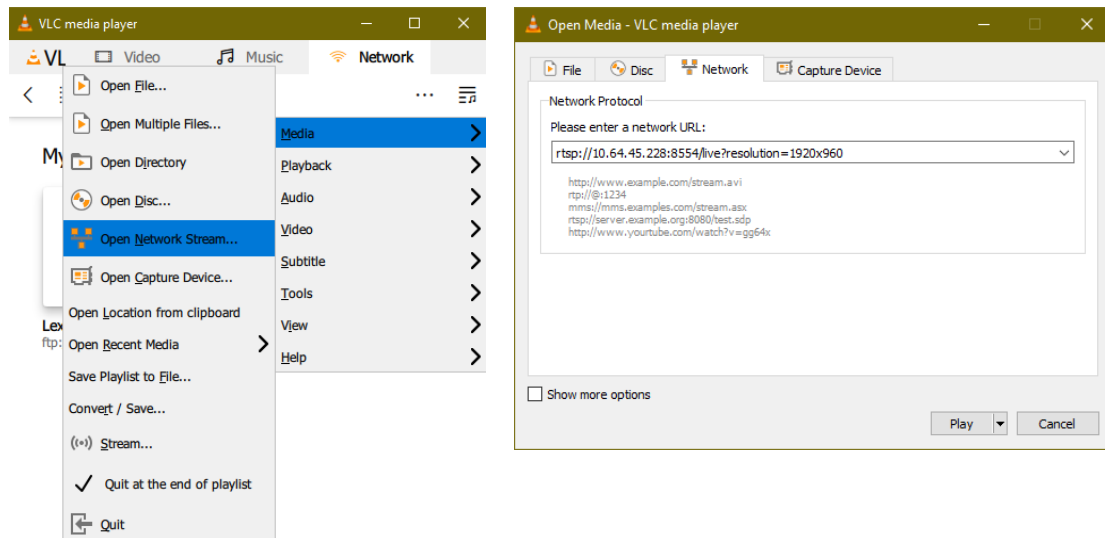 VLC media player
VL Video Music Network
Open File...
Open Multiple Files...
My
Open Directory
Open Disc...
Open Network Stream...
Open Capture Device...
Open Location from clipboard
Lex
ftp:
Open Recent Media
Save Playlist to File...
Convert / Save...
Stream...
Quit at the end of playlist
Quit
Media
Playback
Audio
Video
Subtitle
Tools
View
Help
Open Media - VLC media player
File Disc Network Capture Device
Network Protocol
Please enter a network URL:
rtsp://10.64.45.228:8554/live?resolution=1920x960
http://www.example.com/stream.avi
rtp://@:1234
mms://mms.examples.com/stream.asx
rtsp://server.example.org:8080/test.sdp
http://www.yourtube.com/watch?v=gg64x
Show more options
Play Cancel